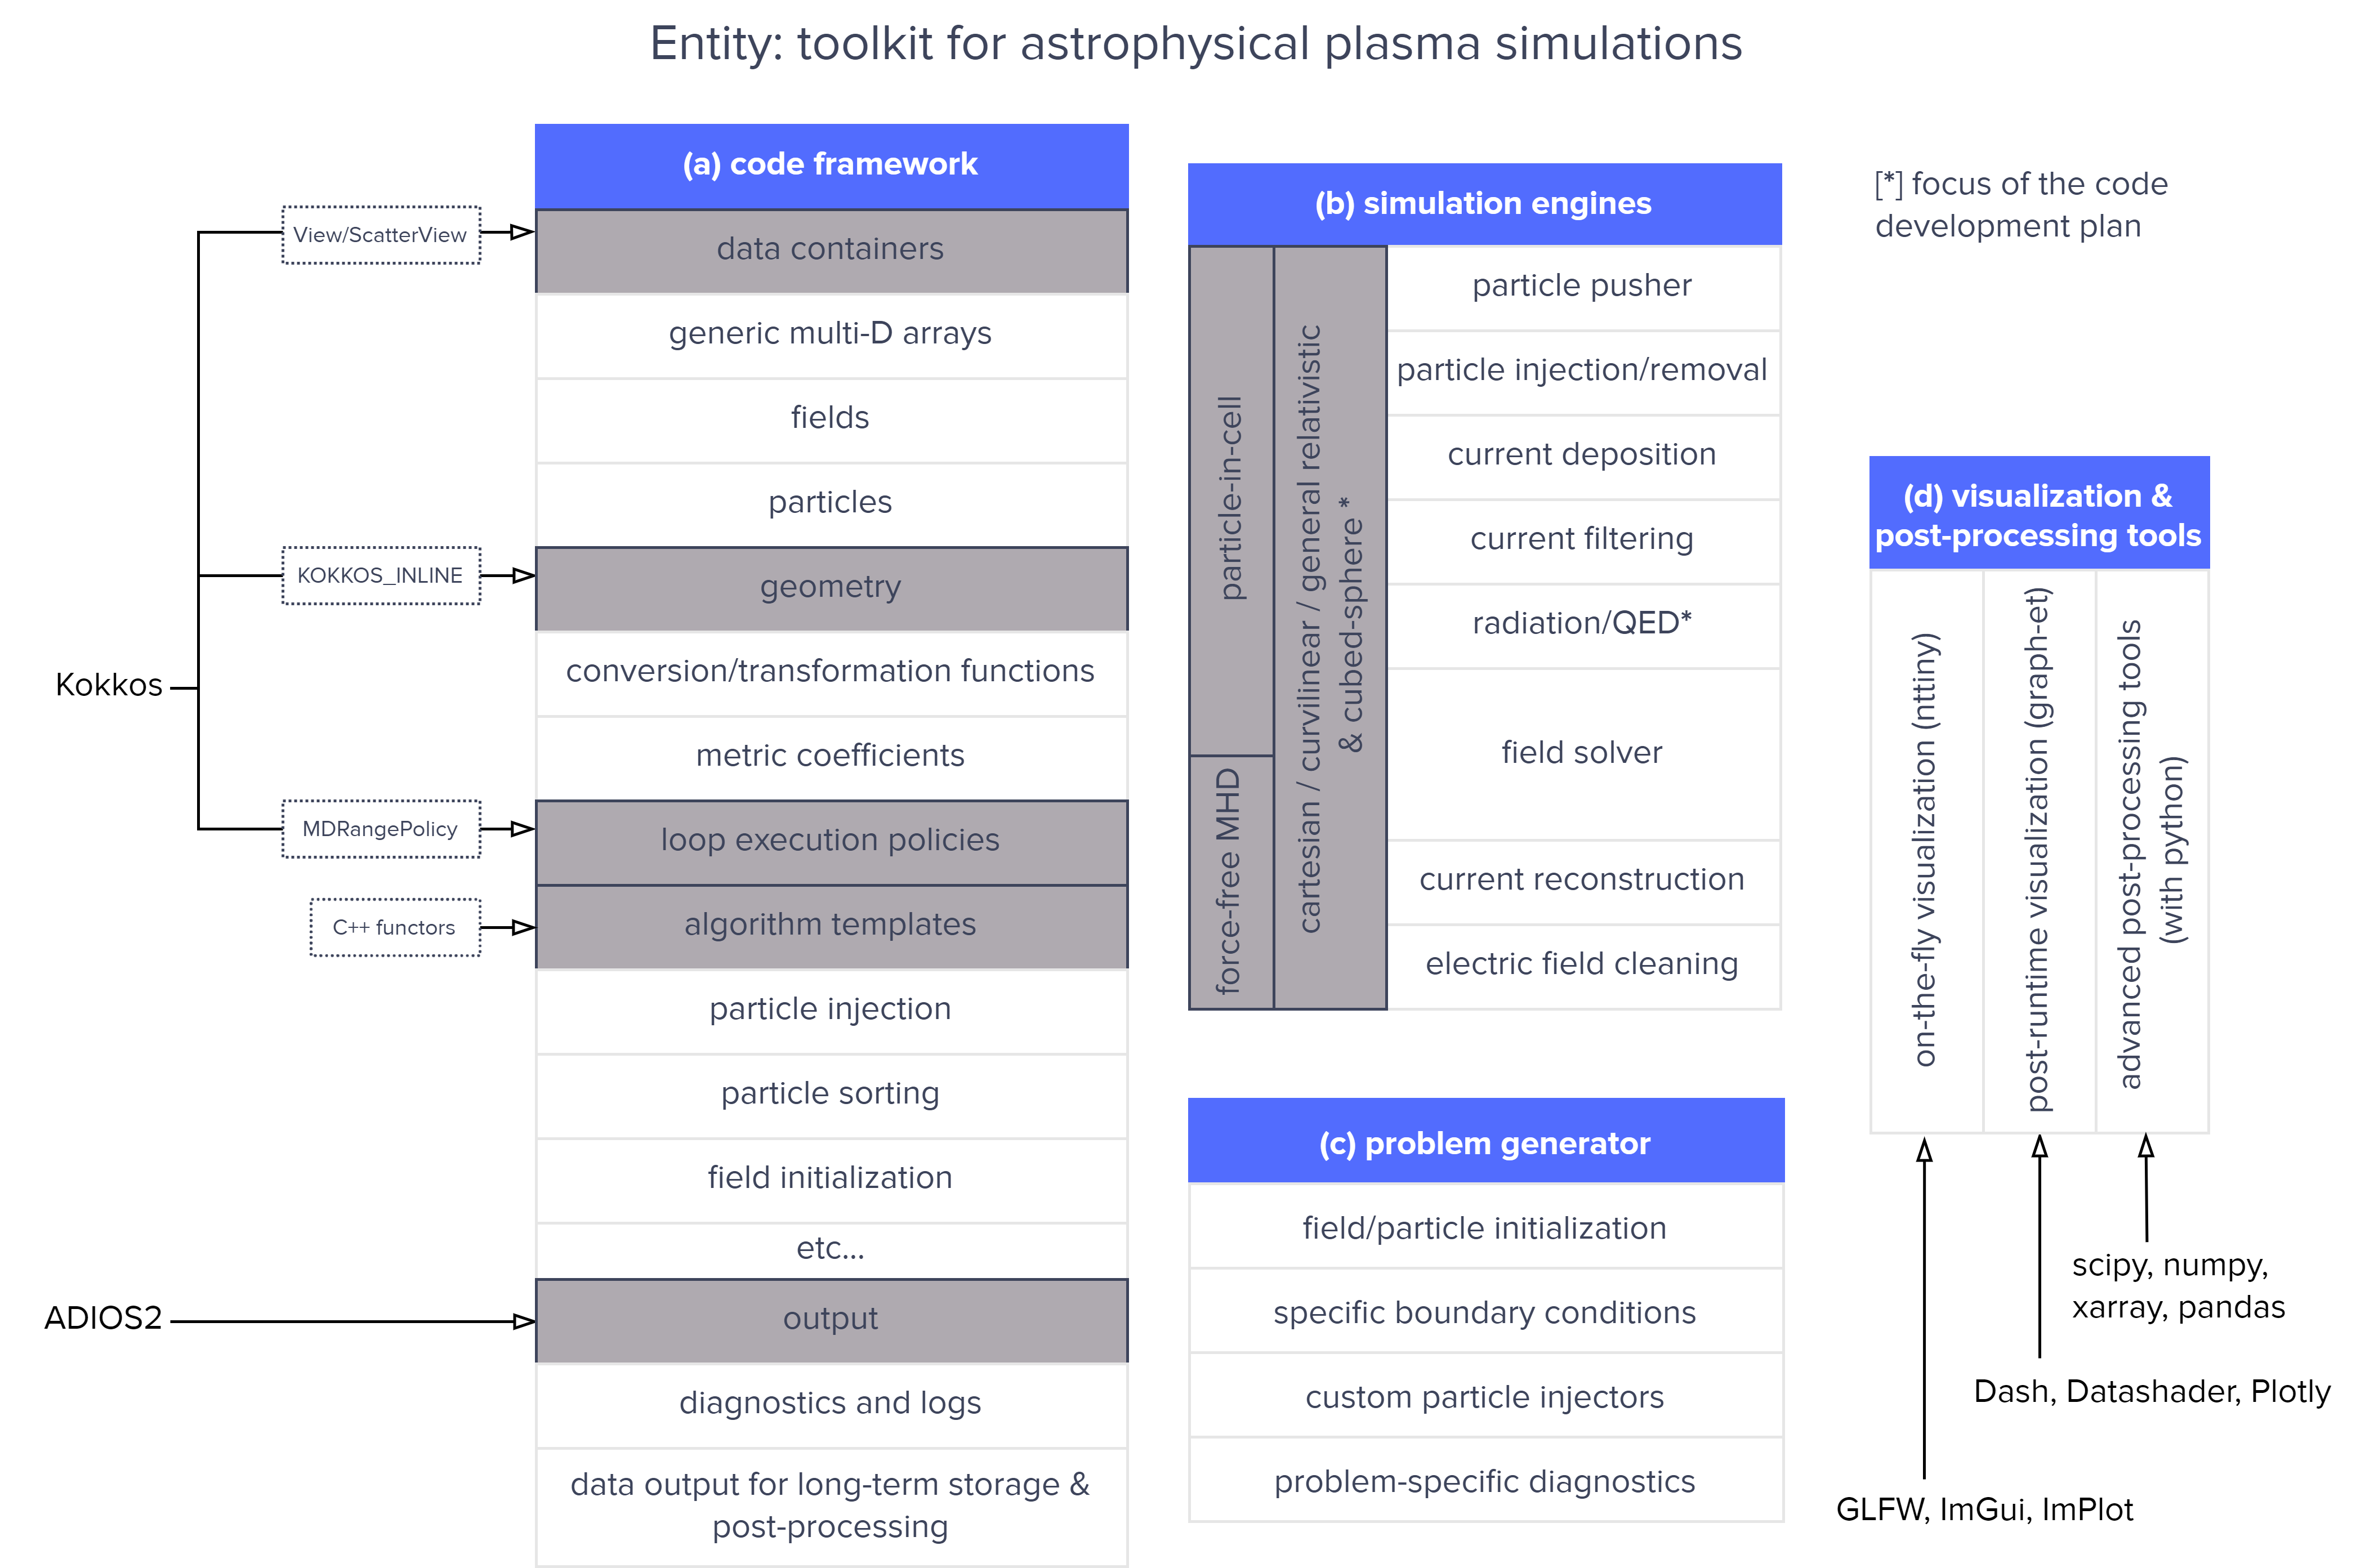 Entity: toolkit for astrophysical plasma simulations
Kokkos
View/ScatterView
KOKKOS_INLINE
MDRangePolicy
C++ functors
ADIOS2
(a) code framework
data containers
generic multi-D arrays
fields
particles
geometry
conversion/transformation functions
metric coefficients
loop execution policies
algorithm templates
particle injection
particle sorting
field initialization
etc...
output
diagnostics and logs
data output for long-term storage &
post-processing
(b) simulation engines
particle-in-cell
force-free MHD
cartesian / curvilinear / general relativistic
& cubed-sphere *
particle pusher
particle injection/removal
current deposition
current filtering
radiation/QED*
field solver
current reconstruction
electric field cleaning
(c) problem generator
field/particle initialization
specific boundary conditions
custom particle injectors
problem-specific diagnostics
[*] focus of the code
development plan
(d) visualization &
post-processing tools
on-the-fly visualization (nttiny)
post-runtime visualization (graph-et)
advanced post-processing tools
(with python)
scipy, numpy,
xarray, pandas
Dash, Datashader, Plotly
GLFW, ImGui, ImPlot